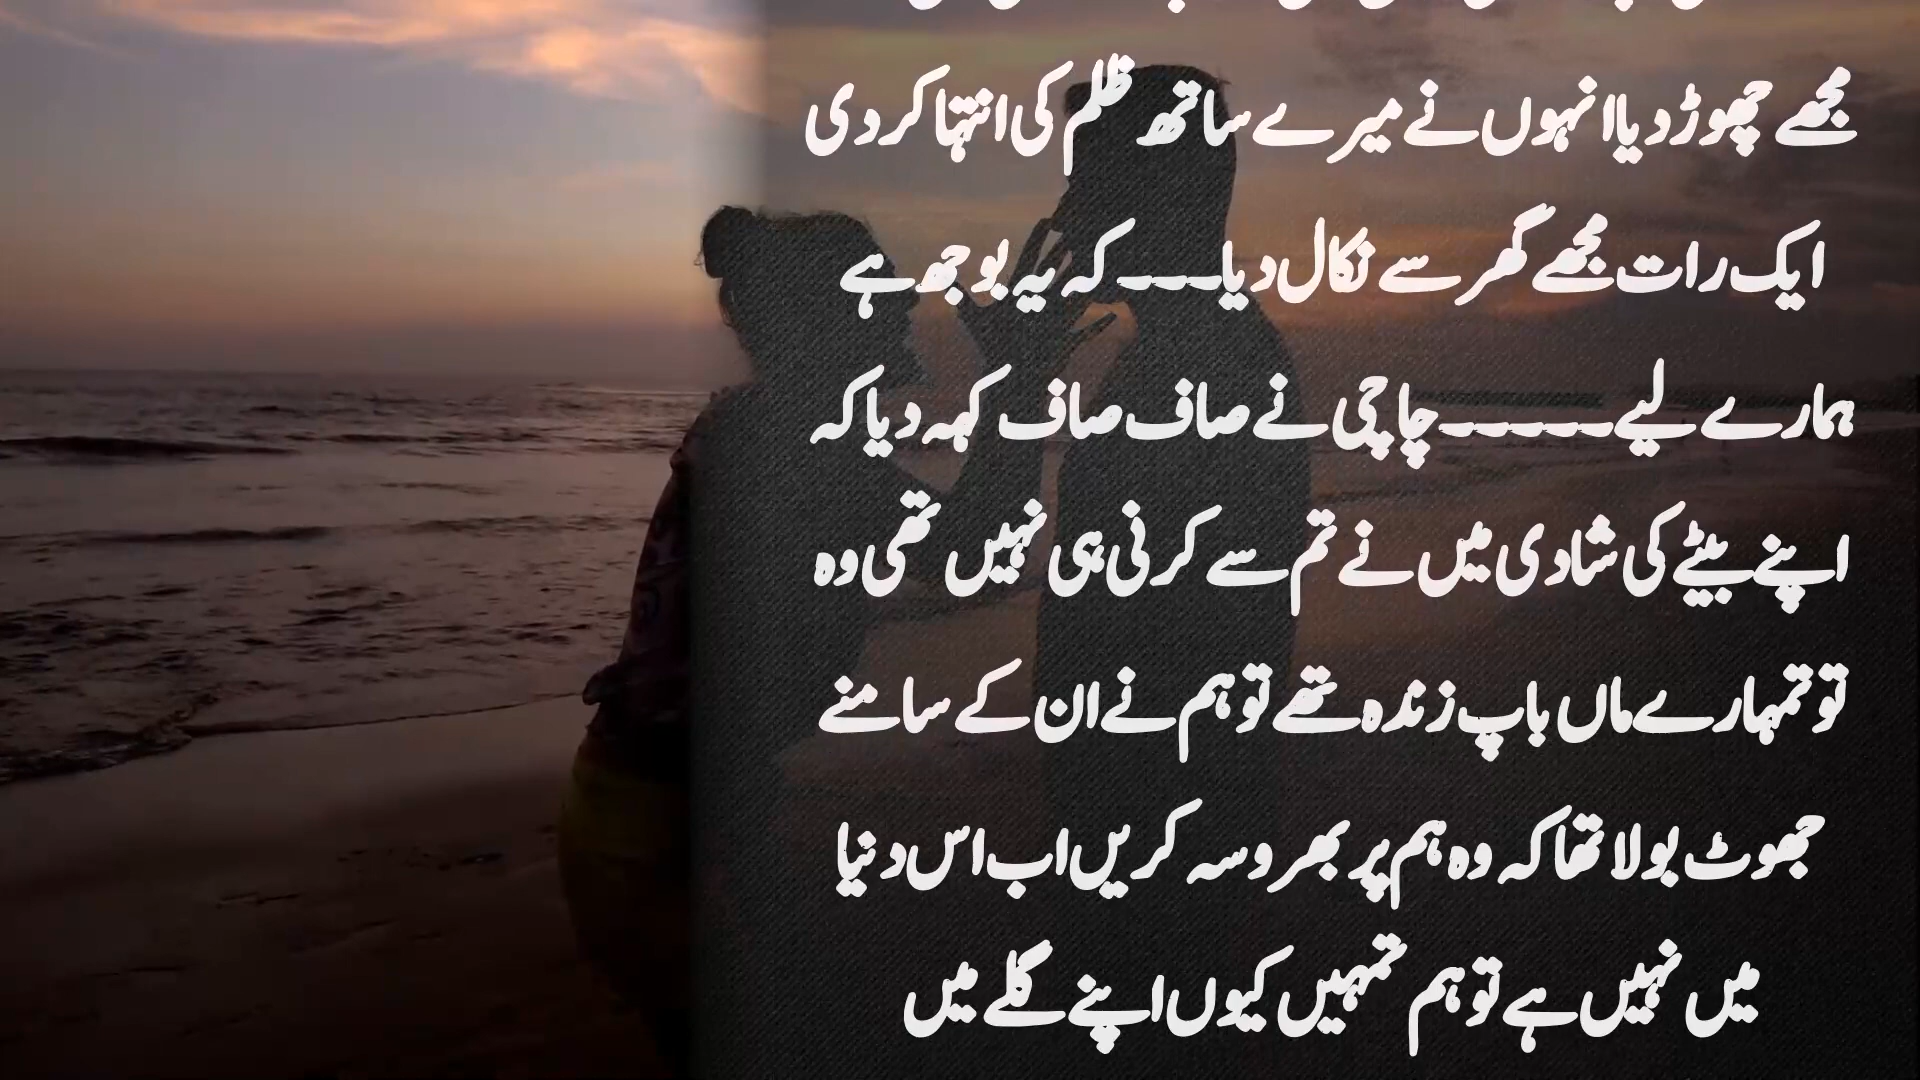 مجھے چھوڑ دیا انہوں نے میرے ساتھ ظلم کی انتہا کر دی
ایک رات مجھے گھر سے نکال دیا۔۔۔ کہ یہ بوجھ ہے
ہمارے لیے۔۔۔۔۔ چاچی نے صاف صاف کہہ دیا کہ
اپنے بیٹے کی شادی میں نے تم سے کرنی ہی نہیں تھی وہ
تو تمہارے ماں باپ زندہ تھے تو ہم نے ان کے سامنے
جھوٹ بولا تھا کہ وہ ہم پر بھروسہ کریں اب اس دنیا
میں نہیں ہے تو ہم تمہیں کیوں اپنے گلے میں